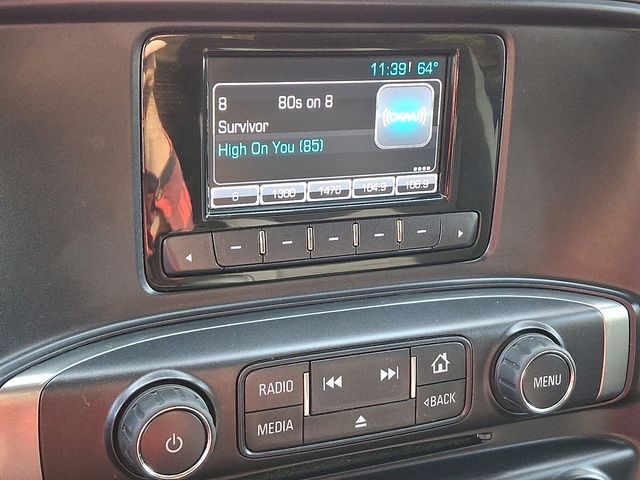 11:39 64°
8 80s on 8
(((XM)))
Survivor
High On You (85)
8 1300 1470 104.9 106.9
RADIO
MEDIA
BACK
MENU